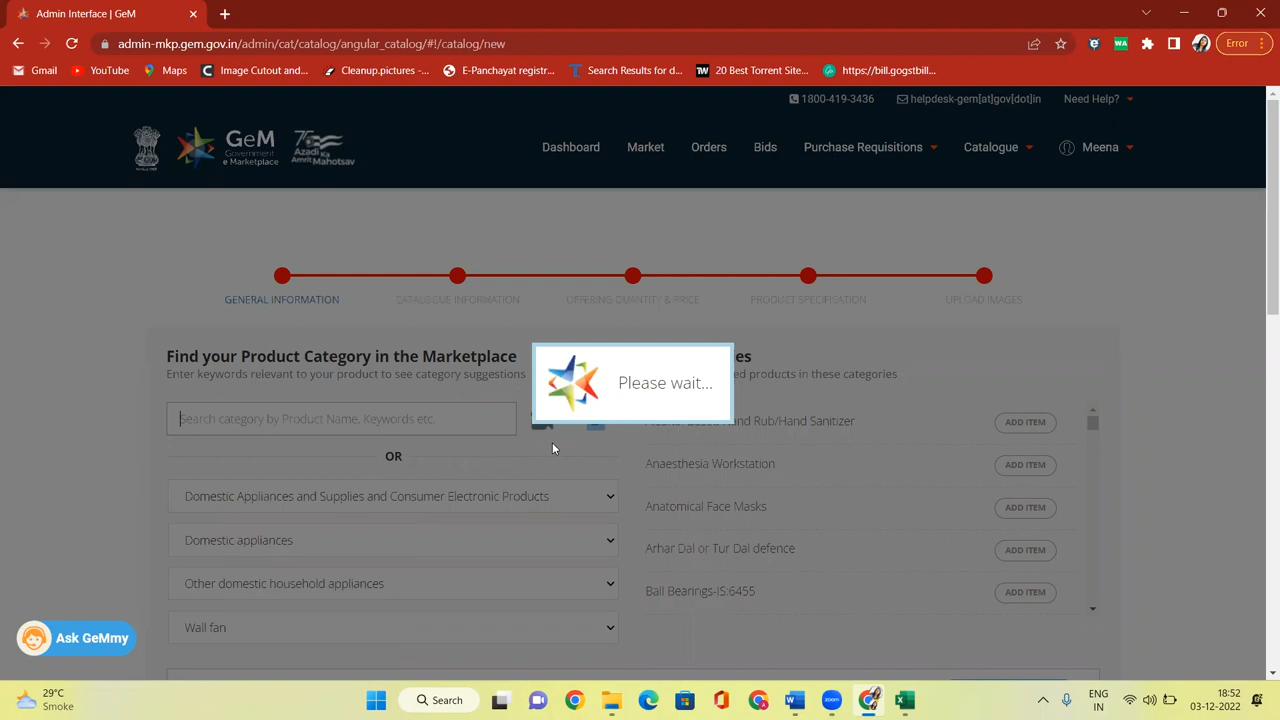 Admin Interface | GeM
admin-mkp.gem.gov.in/admin/cat/catalog/angular_catalog/#!/catalog/new
Error
Gmail
YouTube
Maps
Image Cutout and...
Cleanup.pictures -...
E-Panchayat registr...
Search Results for d...
20 Best Torrent Site...
https://bill.gogstbill...
1800-419-3436
helpdesk-gem[at]gov[dot]in
Need Help?
GeM
Government
e Marketplace
75
Azadi Ka
Amrit Mahotsav
Dashboard
Market
Orders
Bids
Purchase Requisitions
Catalogue
Meena
GENERAL INFORMATION
CATALOGUE INFORMATION
OFFERING QUANTITY & PRICE
PRODUCT SPECIFISATION
UPLOAD IMAGES
Find your Product Category in the Marketplace
Enter keywords relevant to your product to see category suggestions
products in these categories
Please wait...
Search category by Product Name, Keywords etc.
OR
Domestic Appliances and Supplies and Consumer Electronic Products
Domestic appliances
Other domestic household appliances
Wall fan
Rub/Hand Sanitizer
ADD ITEM
Anaesthesia Workstation
ADD ITEM
Anatomical Face Masks
ADD ITEM
Arhar Dal or Tur Dal defence
ADD ITEM
Ball Bearings-IS:6455
ADD ITEM
Ask GeMmy
29°C
Smoke
Search
ENG
IN
18:52
03-12-2022